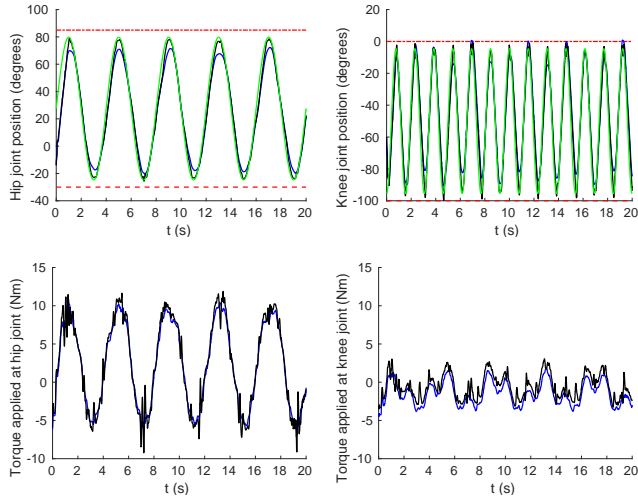 Hip joint position (degrees)
100
80
60
40
20
0
-20
-40
0 2 4 6 8 10 12 14 16 18 20
t (s)
Knee joint position (degrees)
20
0
-20
-40
-60
-80
-100
0 2 4 6 8 10 12 14 16 18 20
t (s)
Torque applied at hip joint (Nm)
15
10
5
0
-5
-10
0 2 4 6 8 10 12 14 16 18 20
t (s)
Torque applied at knee joint (Nm)
15
10
5
0
-5
-10
0 2 4 6 8 10 12 14 16 18 20
t (s)